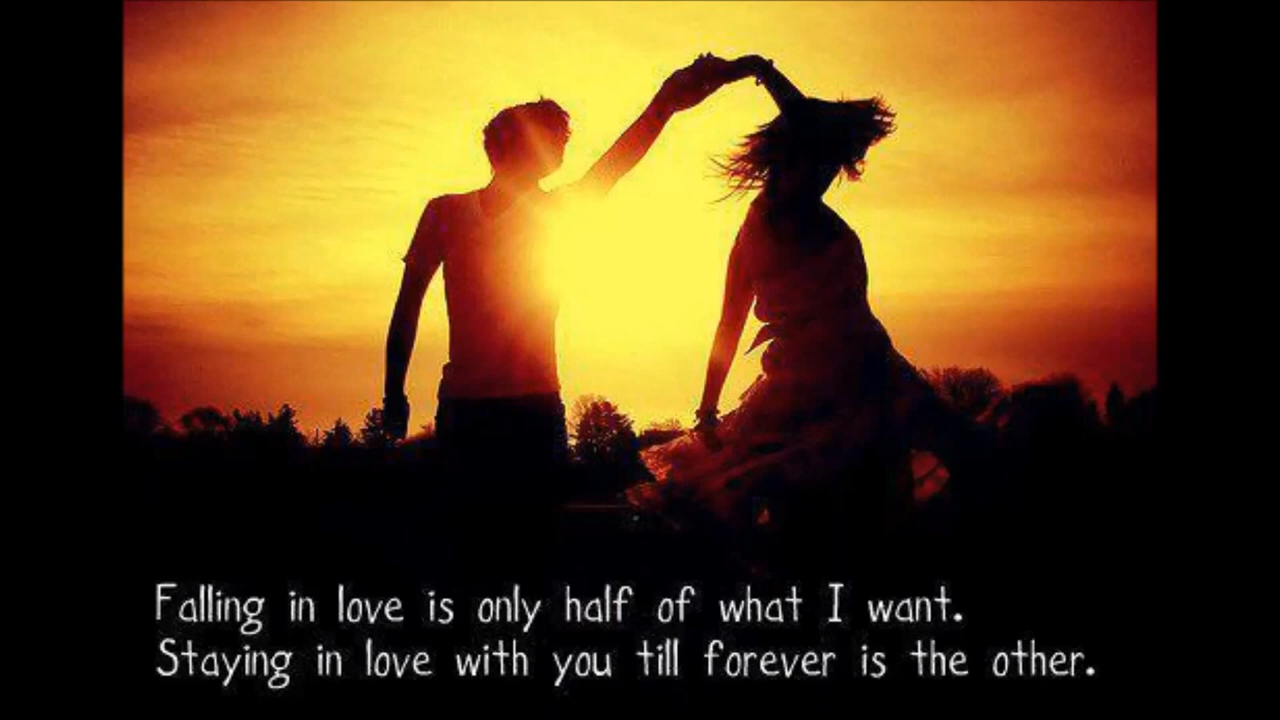 Falling in love is only half of what I want.
Staying in love with you till forever is the other.